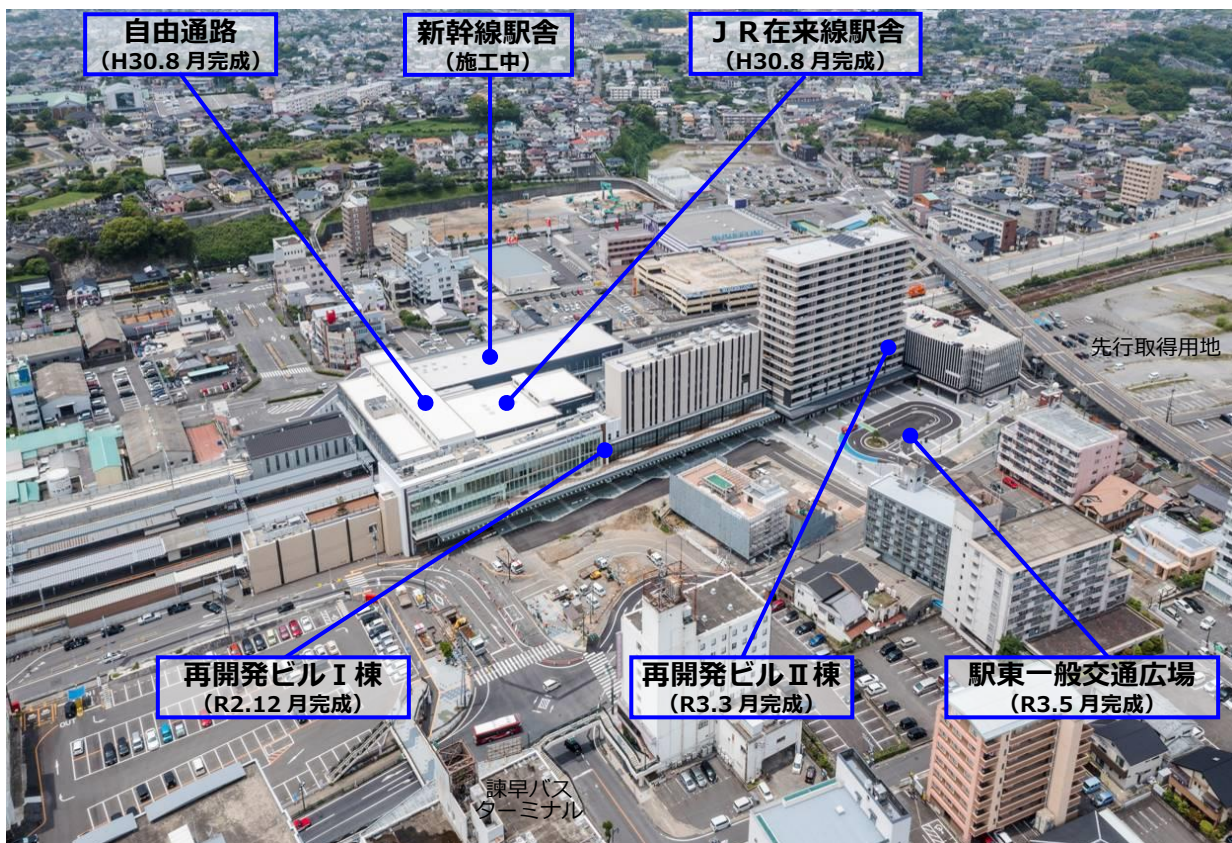 自由通路
（H30.8 月完成）
新幹線駅舎
（施工中）
ＪＲ在来線駅舎
（H30.8 月完成）
先行取得用地
再開発ビルⅠ棟
（R2.12 月完成）
再開発ビルⅡ棟
（R3.3 月完成）
駅東一般交通広場
（R3.5 月完成）
諫早バス
ターミナル
OUT